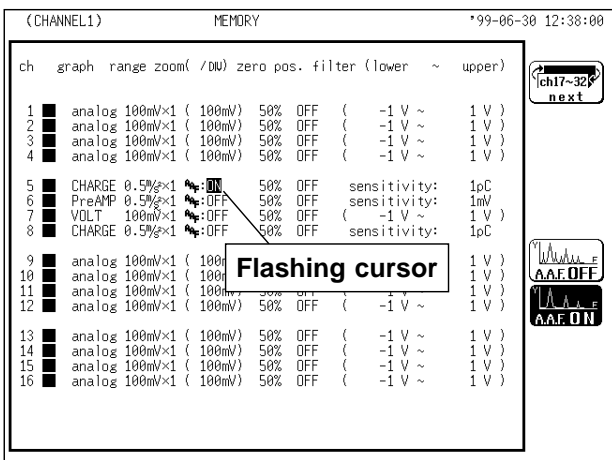 (CHANNEL1) MEMORY '99-06-30 12:38:00
ch graph range zoom( /DIV) zero pos. filter (lower ~ upper)
1 analog 100mV×1 ( 100mV) 50% OFF ( -1 V ~ 1 V )
2 analog 100mV×1 ( 100mV) 50% OFF ( -1 V ~ 1 V )
3 analog 100mV×1 ( 100mV) 50% OFF ( -1 V ~ 1 V )
4 analog 100mV×1 ( 100mV) 50% OFF ( -1 V ~ 1 V )
5 CHARGE 0.5 ×1 :ON 50% OFF sensitivity: 1pC
6 PreAMP 0.5 ×1 :OFF 50% OFF sensitivity: 1mV
7 VOLT 100mV×1 :OFF 50% OFF ( -1 V ~ 1 V )
8 CHARGE 0.5 ×1 :OFF 50% OFF sensitivity: 1pC
9 analog 100mV×1 ( 1 V )
10 analog 100mV×1 ( 1 V )
11 analog 100mV×1 ( 1 V )
12 analog 100mV×1 ( 100mV) 50% OFF ( -1 V ~ 1 V )
13 analog 100mV×1 ( 100mV) 50% OFF ( -1 V ~ 1 V )
14 analog 100mV×1 ( 100mV) 50% OFF ( -1 V ~ 1 V )
15 analog 100mV×1 ( 100mV) 50% OFF ( -1 V ~ 1 V )
16 analog 100mV×1 ( 100mV) 50% OFF ( -1 V ~ 1 V )
Flashing cursor
ch17~32
next
Y F
A.A.F. OFF
Y F
A.A.F. ON